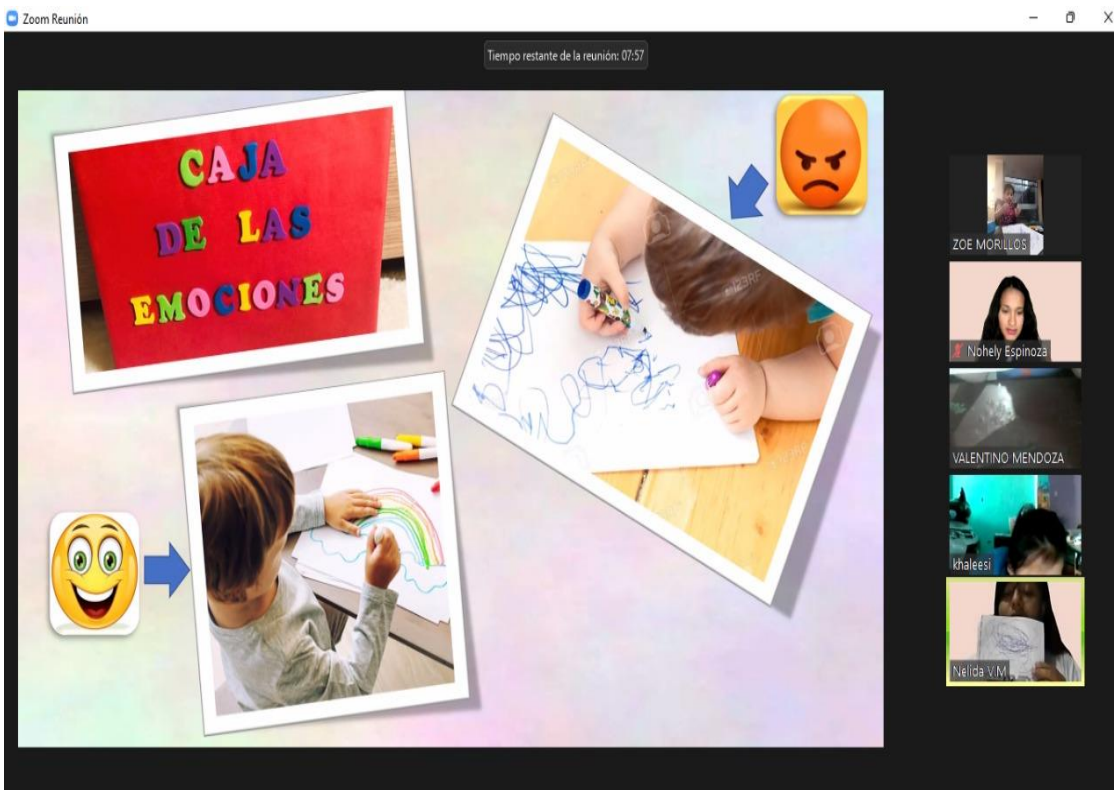 Zoom Reunión
Tiempo restante de la reunión: 07:57
CAJA
DE LAS
EMOCIONES
123RF
ZOE MORILLOS
Nohely Espinoza
VALENTINO MENDOZA
khaleesi
Nelida V.M